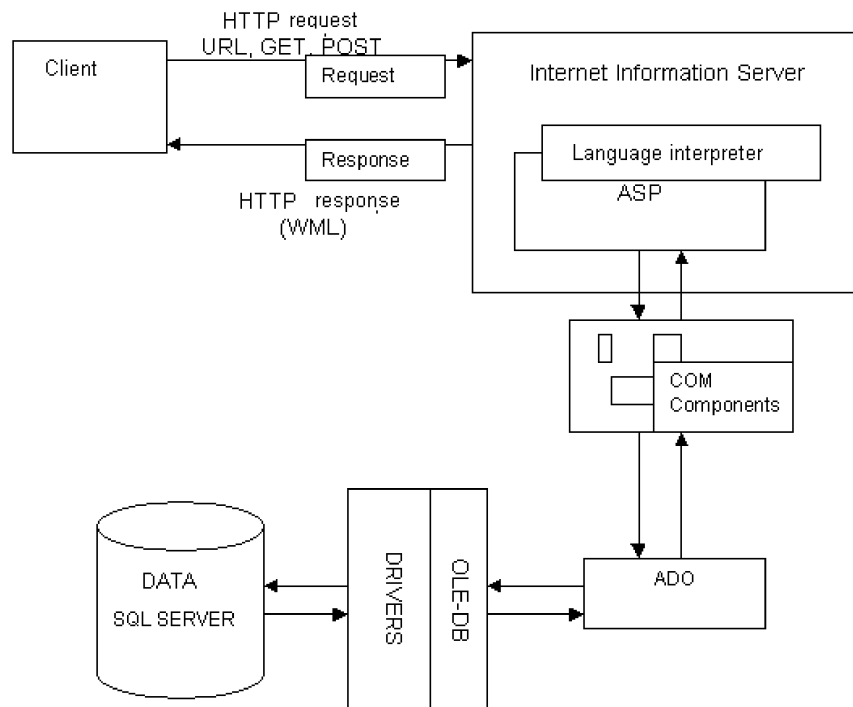 HTTP request
URL, GET, POST
Client
Request
Internet Information Server
Response
Language interpreter
HTTP response
(WML)
ASP
COM
Components
DATA
SQL SERVER
DRIVERS
OLE-DB
ADO